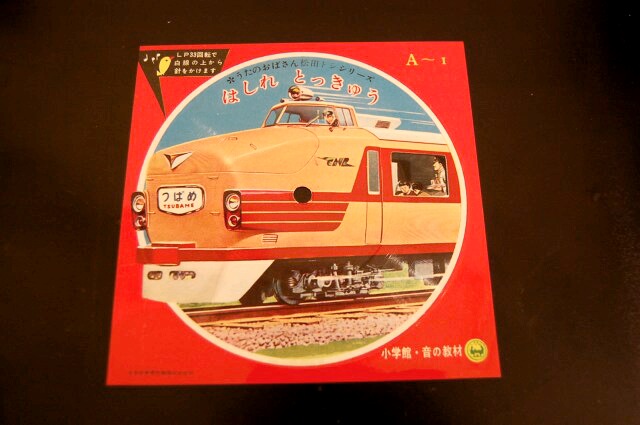 LP33回転で
白線の上から
針をかけます
A～1
*うたのおばさん松田トシシリーズ
はしれ とっきゅう
つばめ
TSUBAME
小学館・音の教材